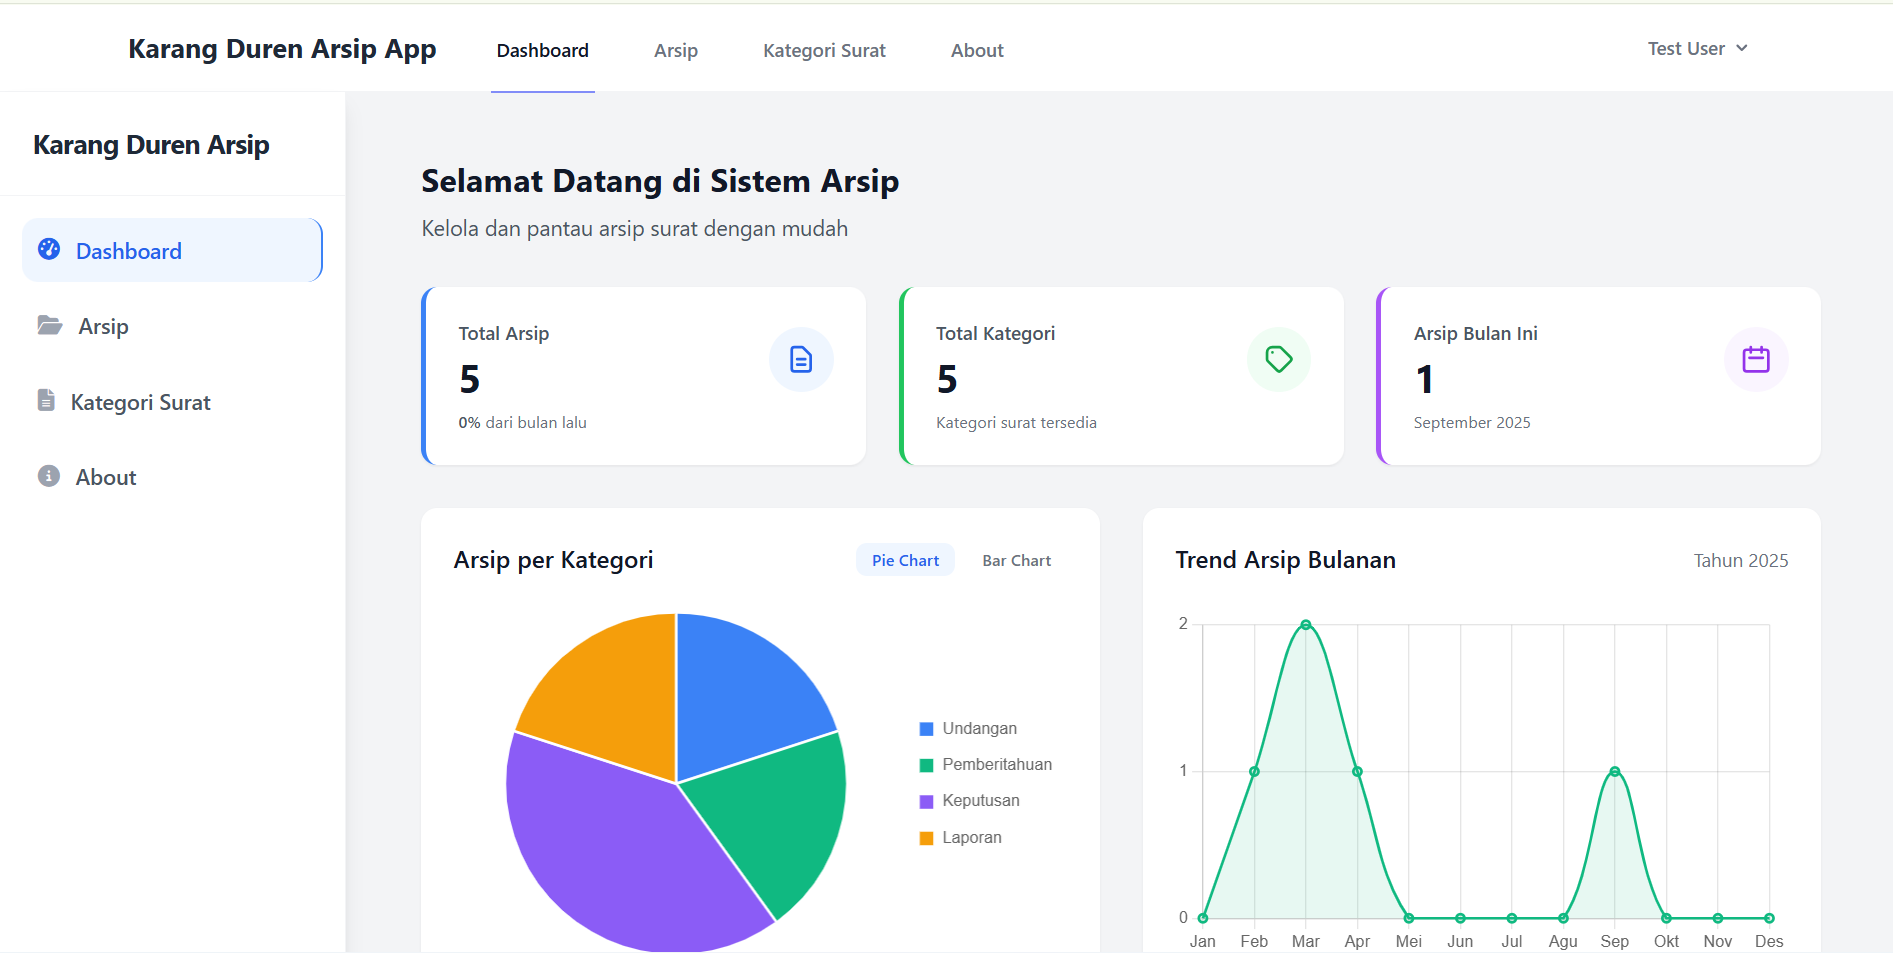 Karang Duren Arsip App
Dashboard
Arsip
Kategori Surat
About
Test User
Karang Duren Arsip
Dashboard
Arsip
Kategori Surat
About
Selamat Datang di Sistem Arsip
Kelola dan pantau arsip surat dengan mudah
Total Arsip
5
0% dari bulan lalu
Total Kategori
5
Kategori surat tersedia
Arsip Bulan Ini
1
September 2025
Arsip per Kategori
Pie Chart
Bar Chart
Undangan
Pemberitahuan
Keputusan
Laporan
Trend Arsip Bulanan
Tahun 2025
2
1
0
Jan Feb Mar Apr Mei Jun Jul Agu Sep Okt Nov Des